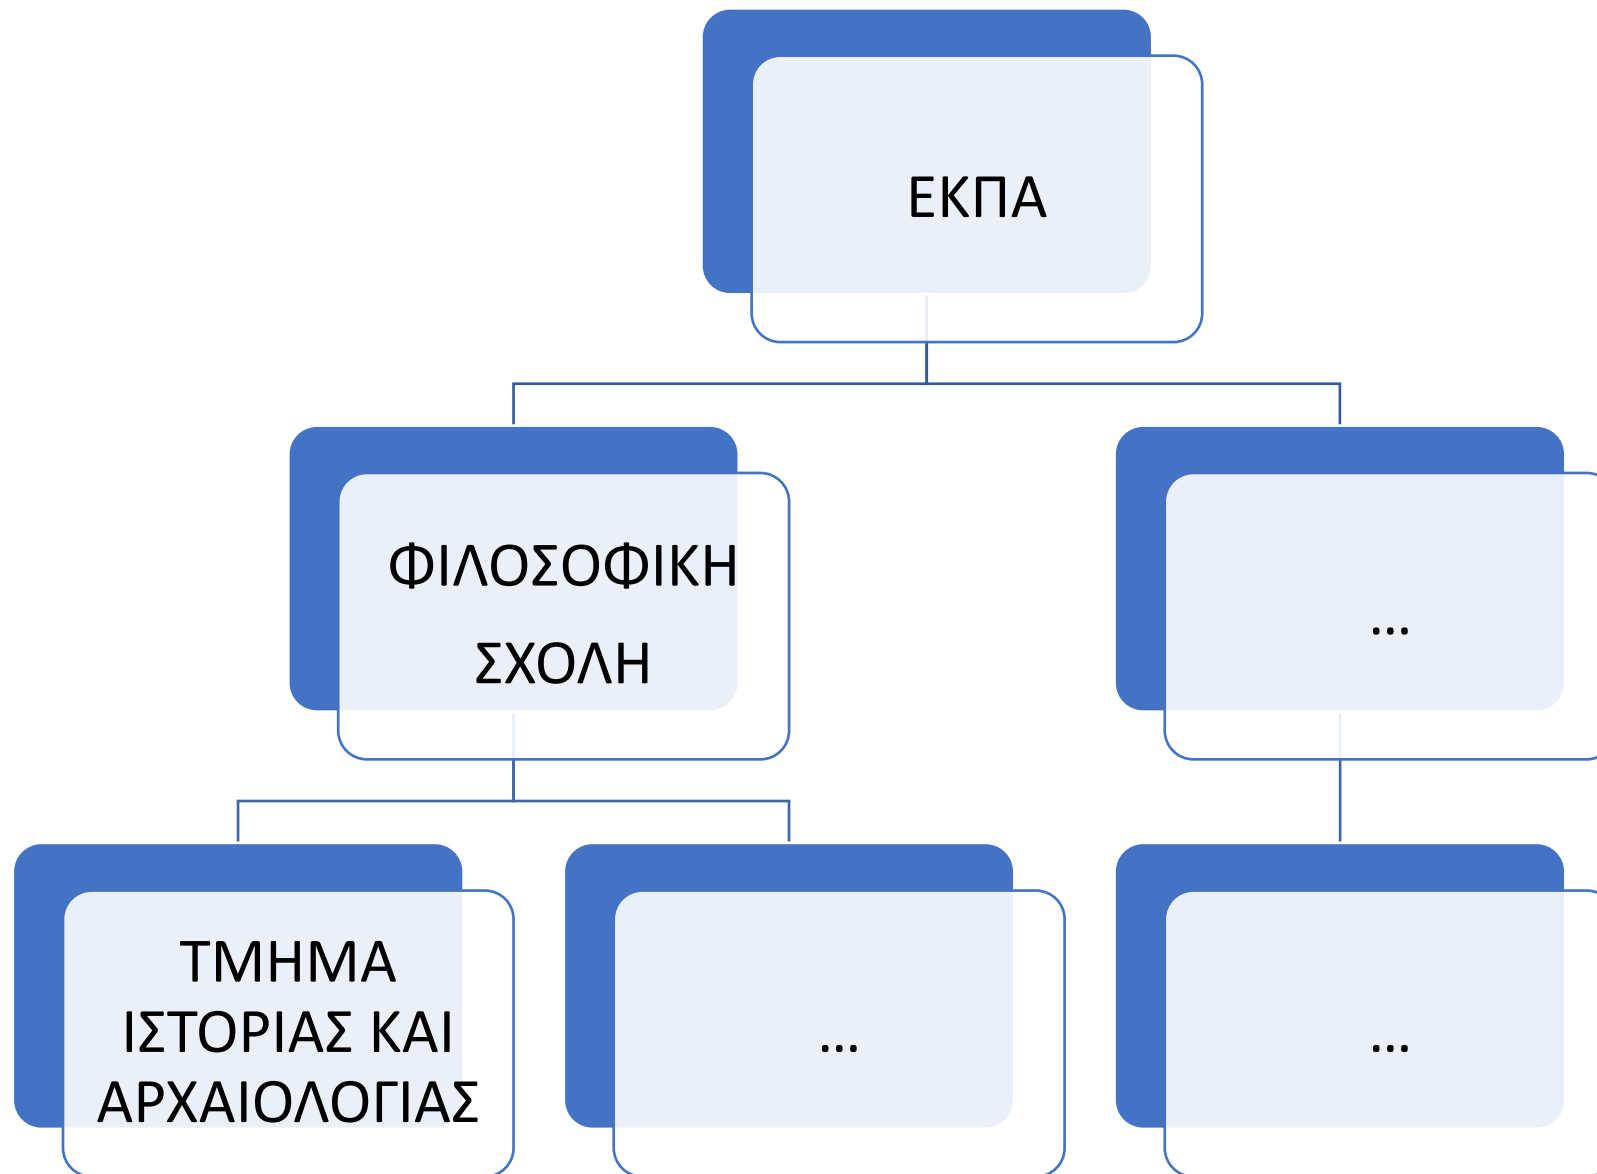 ΕΚΠΑ
ΦΙΛΟΣΟΦΙΚΗ
ΣΧΟΛΗ
...
ΤΜΗΜΑ
ΙΣΤΟΡΙΑΣ ΚΑΙ
ΑΡΧΑΙΟΛΟΓΙΑΣ
...
...